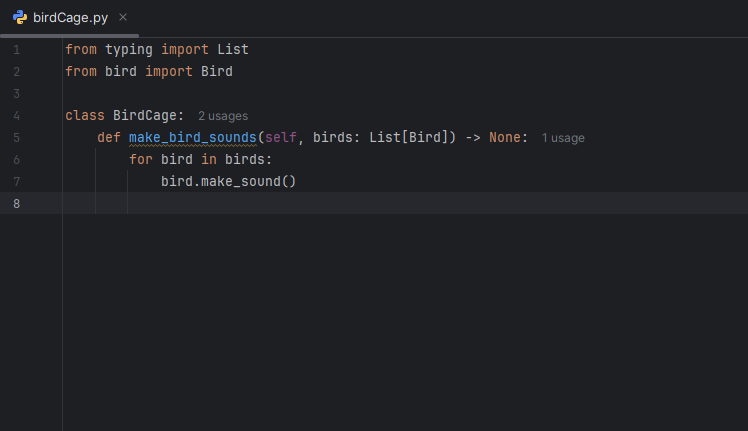 birdCage.py
1 from typing import List
2 from bird import Bird
3
4 class BirdCage: 2 usages
5     def make_bird_sounds(self, birds: List[Bird]) -> None: 1 usage
6         for bird in birds:
7             bird.make_sound()
8